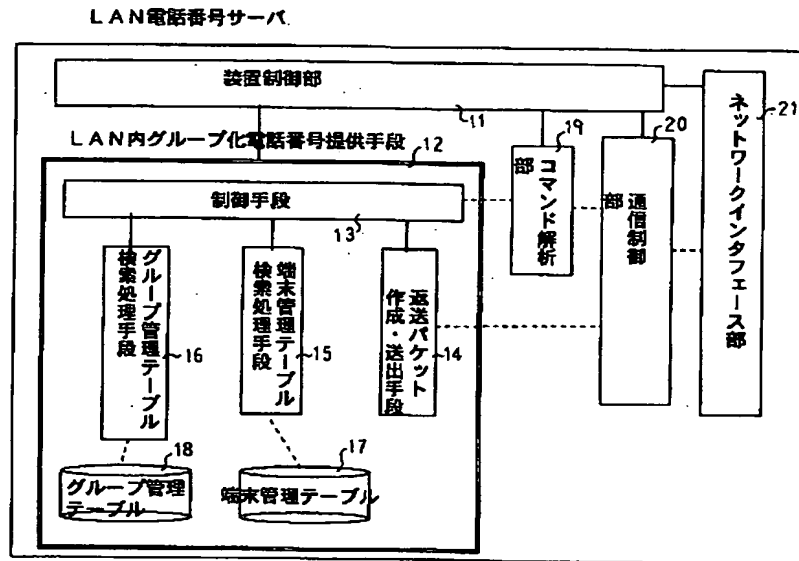 LAN電話番号サーバ.
装置制御部
11
LAN内グループ化電話番号提供手段
12
制御手段
13
グループ管理テーブル
検索処理手段
16
端末管理テーブル
検索処理手段
15
返送パケット
作成・送出手段
14
コマンド解析
部
19
通信制御
部
20
ネットワークインタフェース部
21
18
グループ管理
テーブル
17
端末管理テーブル